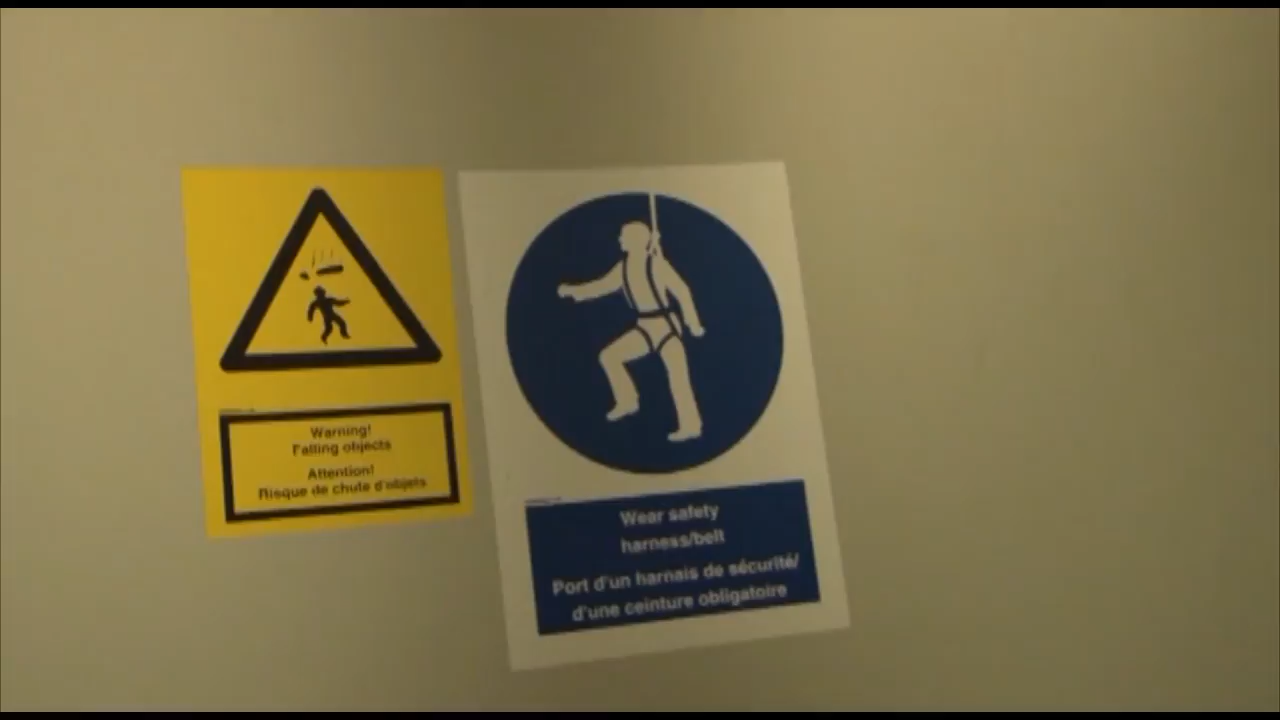 Warning!
Falling objects
Attention!
Risque de chute d'objets
Wear safety
harness/belt
Port d'un harnais de sécurité/
d'une ceinture obligatoire